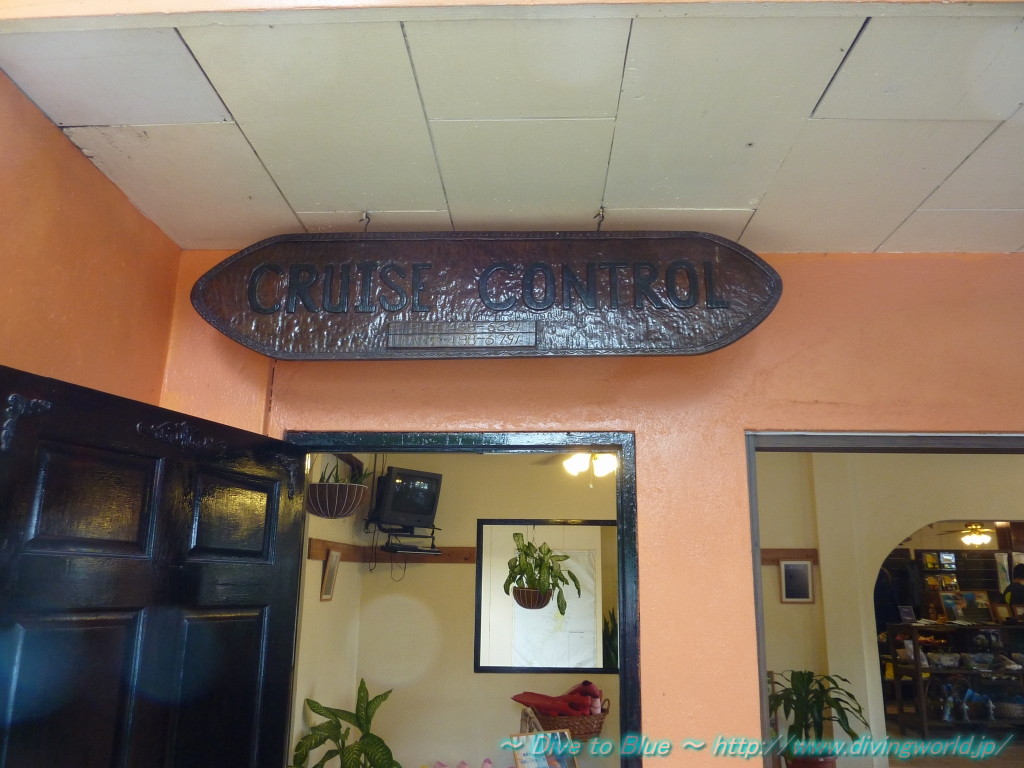 CRUISE CONTROL
~ Dive to Blue ~ http://www.divingworld.jp/